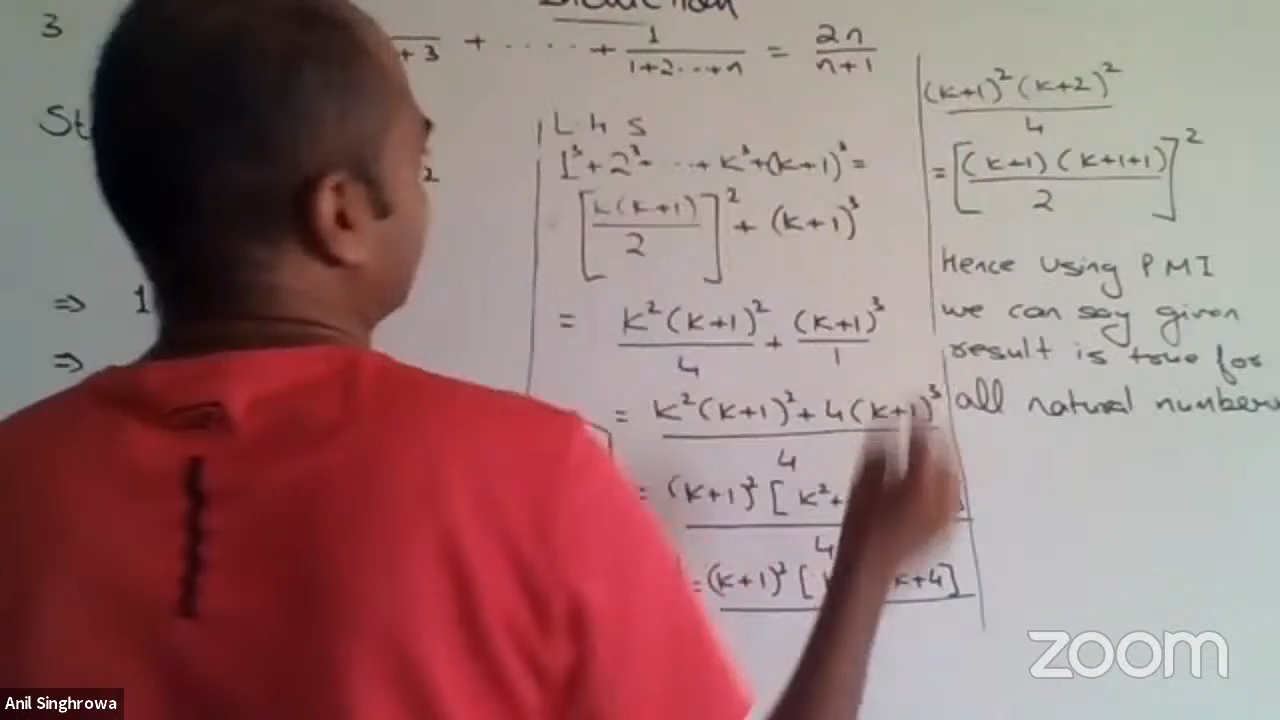 Induction
3
+ 3 + ..... + 1/(1+2...+n) = 2n/(n+1)
St
2
⇒ 1
⇒
L h s
1³+2³+ ...+ K³+(K+1)³ =
[K(K+1)/2]² + (K+1)³
= K²(K+1)²/4 + (K+1)³/1
= (K²(K+1)²+4(K+1)³)/4
= (K+1)² [ K²+
4
= (K+1)² [ K+4]
(K+1)²(K+2)²/4
= [(K+1)(K+1+1)/2]²
Hence using PMI
we can say given
result is true for
all natural numbers
zoom
Anil Singhrowa